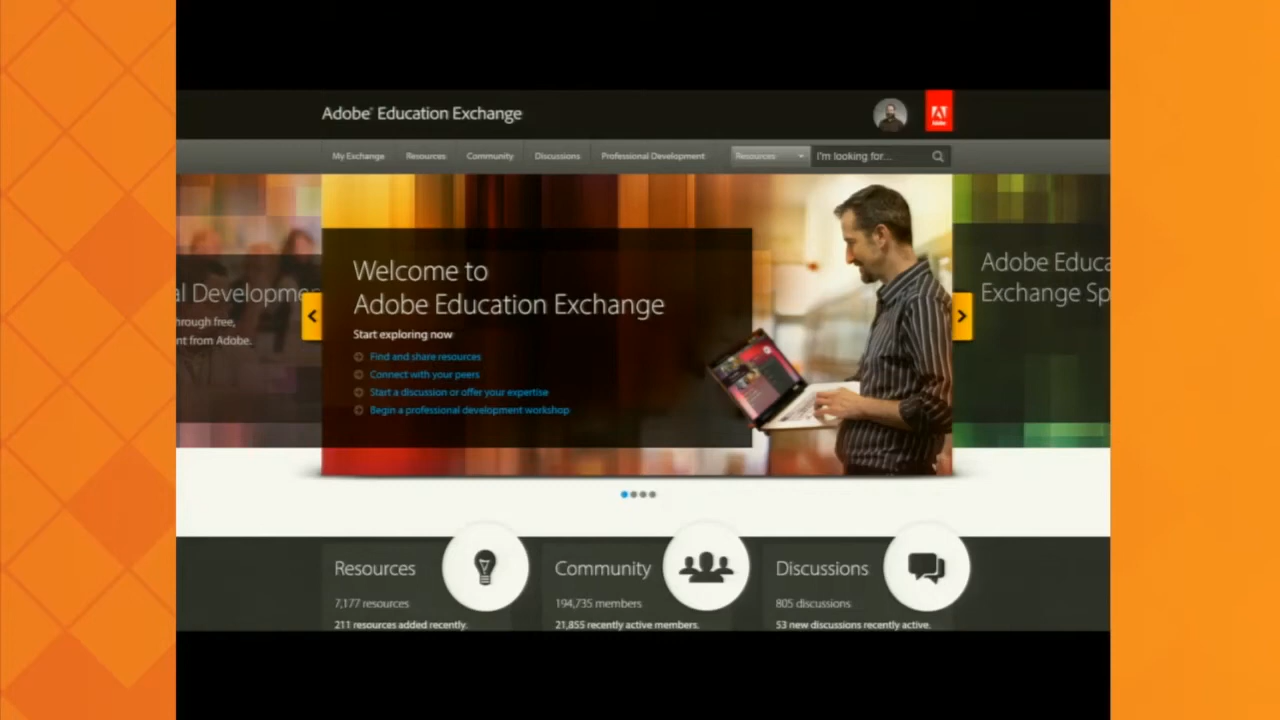 Adobe® Education Exchange
Adobe
My Exchange Resources Community Discussions Professional Development Resources I'm looking for...
Welcome to
Adobe Education Exchange
Start exploring now
Find and share resources
Connect with your peers
Start a discussion or offer your expertise
Begin a professional development workshop
al Developme
hrough free,
nt from Adobe.
Adobe Educa
Exchange Sp
Resources
7,177 resources
211 resources added recently.
Community
194,735 members
21,855 recently active members.
Discussions
805 discussions
53 new discussions recently active.